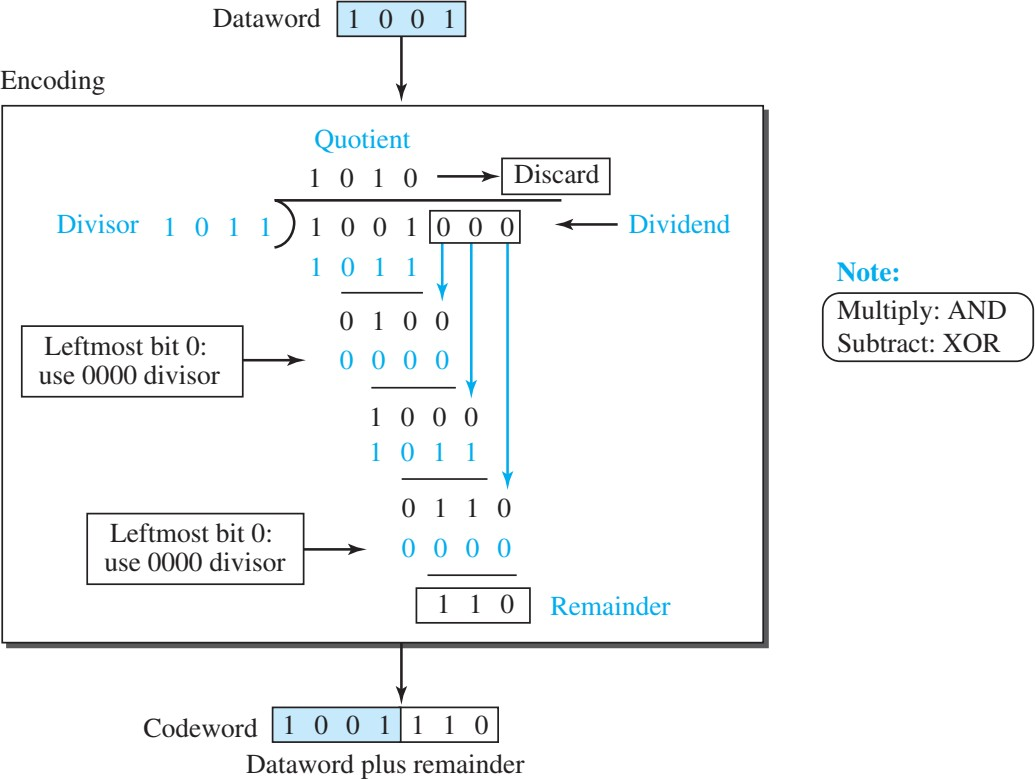 Dataword 1 0 0 1
Encoding
Quotient
1 0 1 0 Discard
Divisor 1 0 1 1 1 0 0 1 0 0 0 Dividend
1 0 1 1
Note:
Multiply: AND
Subtract: XOR
0 1 0 0
Leftmost bit 0:
use 0000 divisor
0 0 0 0
1 0 0 0
1 0 1 1
0 1 1 0
Leftmost bit 0:
use 0000 divisor
0 0 0 0
1 1 0 Remainder
Codeword 1 0 0 1 1 1 0
Dataword plus remainder